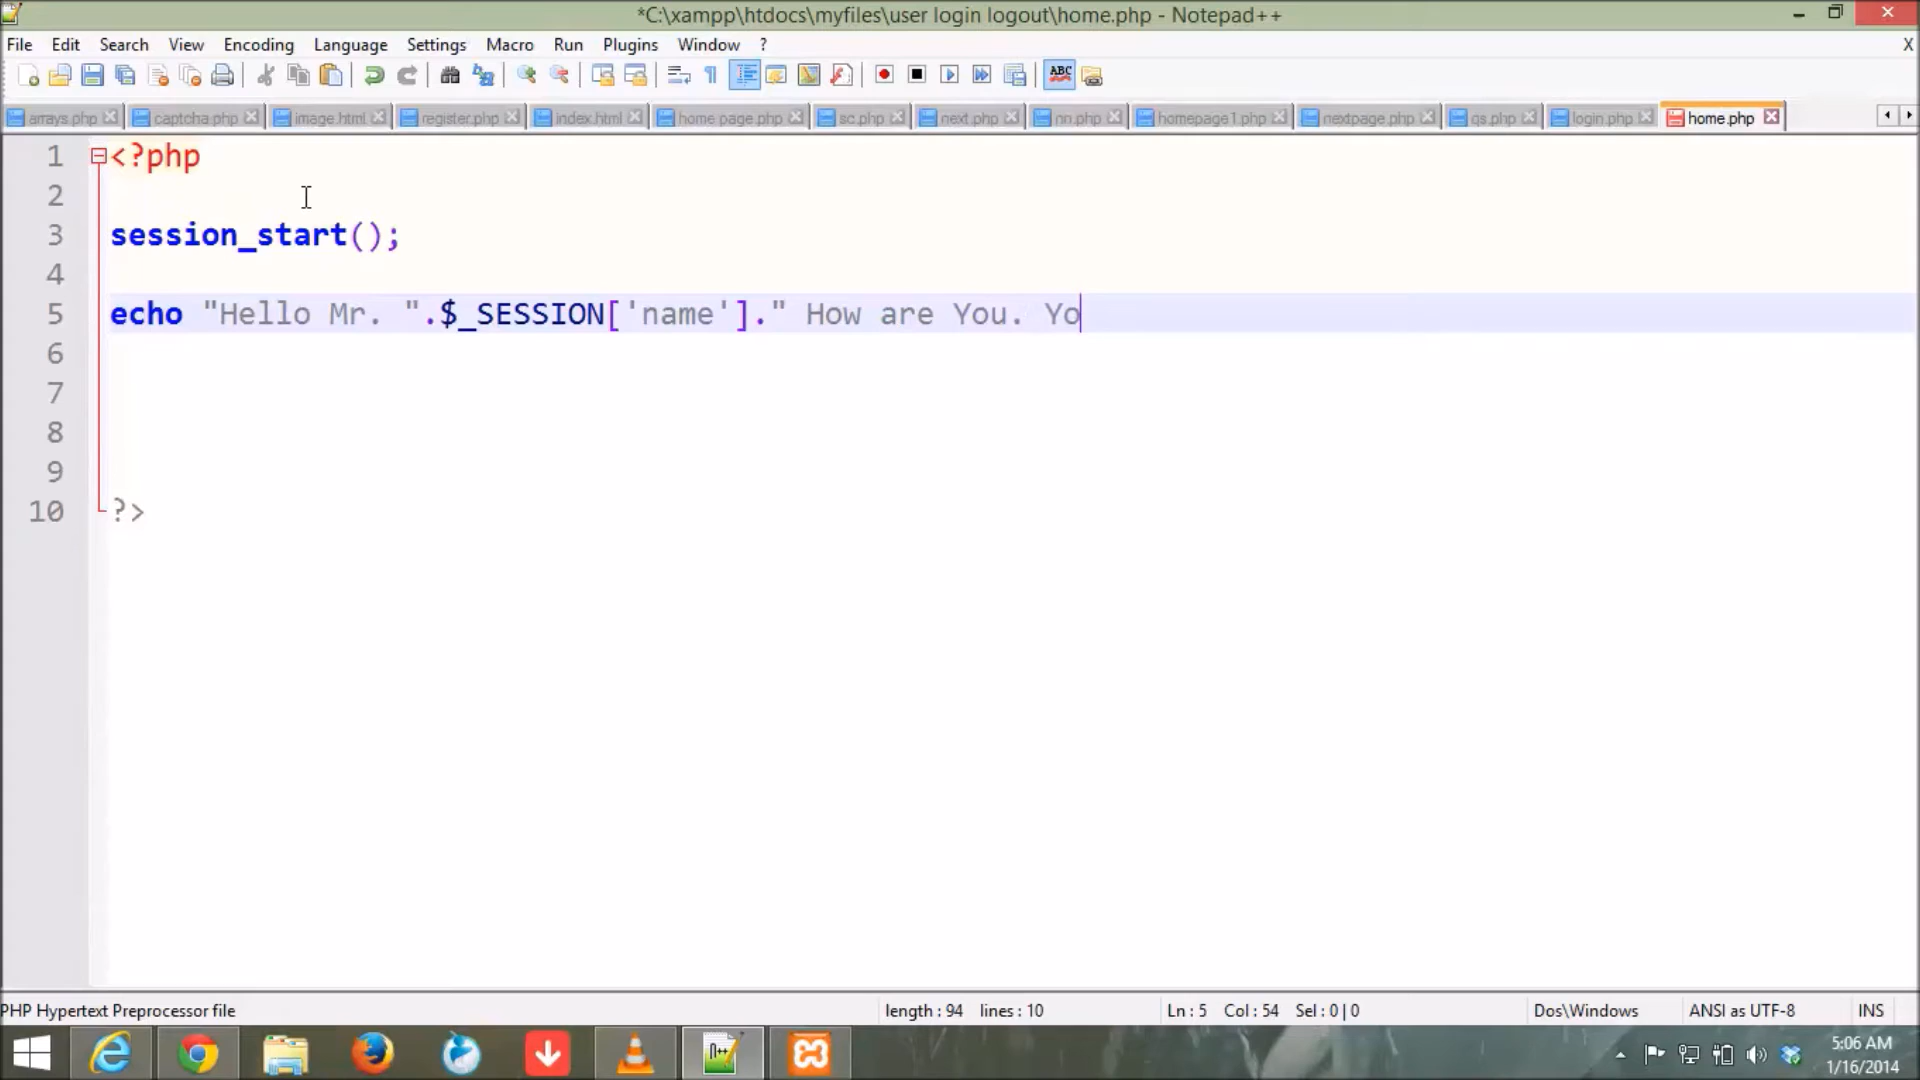 *C:\xampp\htdocs\myfiles\user login logout\home.php - Notepad++
File Edit Search View Encoding Language Settings Macro Run Plugins Window ? X
ABC
arrays.php captcha.php image.html register.php index.html home page.php sc.php next.php nn.php homepage1.php nextpage.php qs.php login.php home.php
1 <?php
2
3 session_start();
4
5 echo "Hello Mr. ".$_SESSION['name']." How are You. Yo
6
7
8
9
10 ?>
PHP Hypertext Preprocessor file length : 94 lines : 10 Ln : 5 Col : 54 Sel : 0 | 0 Dos\Windows ANSI as UTF-8 INS
5:06 AM
1/16/2014